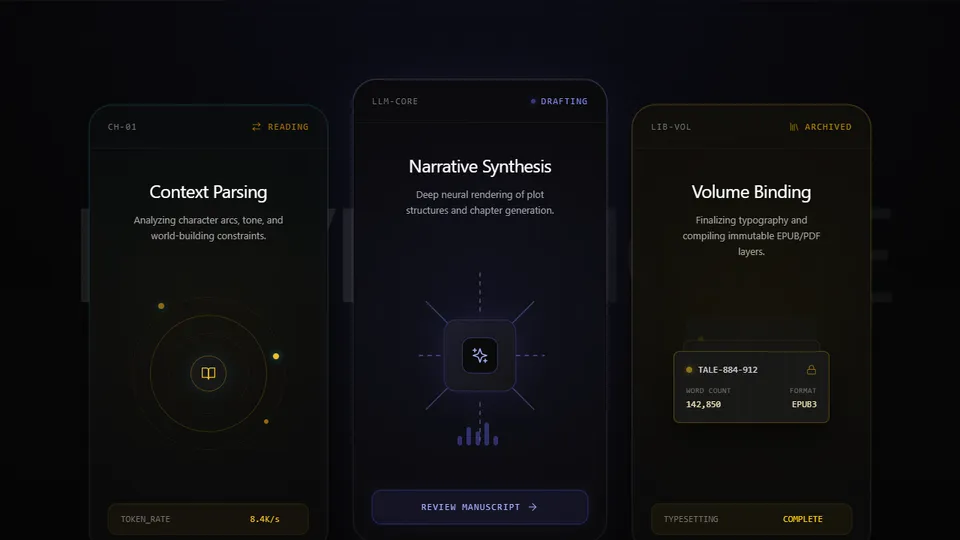 CH-01
READING
Context Parsing
Analyzing character arcs, tone, and
world-building constraints.
TOKEN_RATE
8.4K/s
LLM-CORE
DRAFTING
Narrative Synthesis
Deep neural rendering of plot
structures and chapter generation.
REVIEW MANUSCRIPT
LIB-VOL
ARCHIVED
Volume Binding
Finalizing typography and
compiling immutable EPUB/PDF
layers.
TALE-884-912
WORD COUNT
FORMAT
142,850
EPUB3
TYPESETTING
COMPLETE